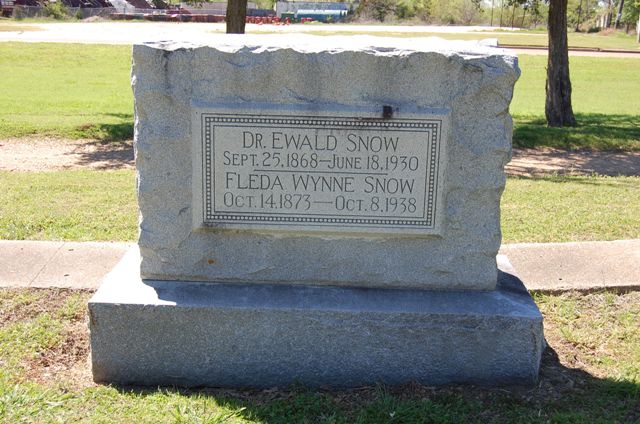 Dr. Ewald Snow
Sept. 25, 1868—June 18, 1930
Fleda Wynne Snow
Oct. 14, 1873—Oct. 8, 1938